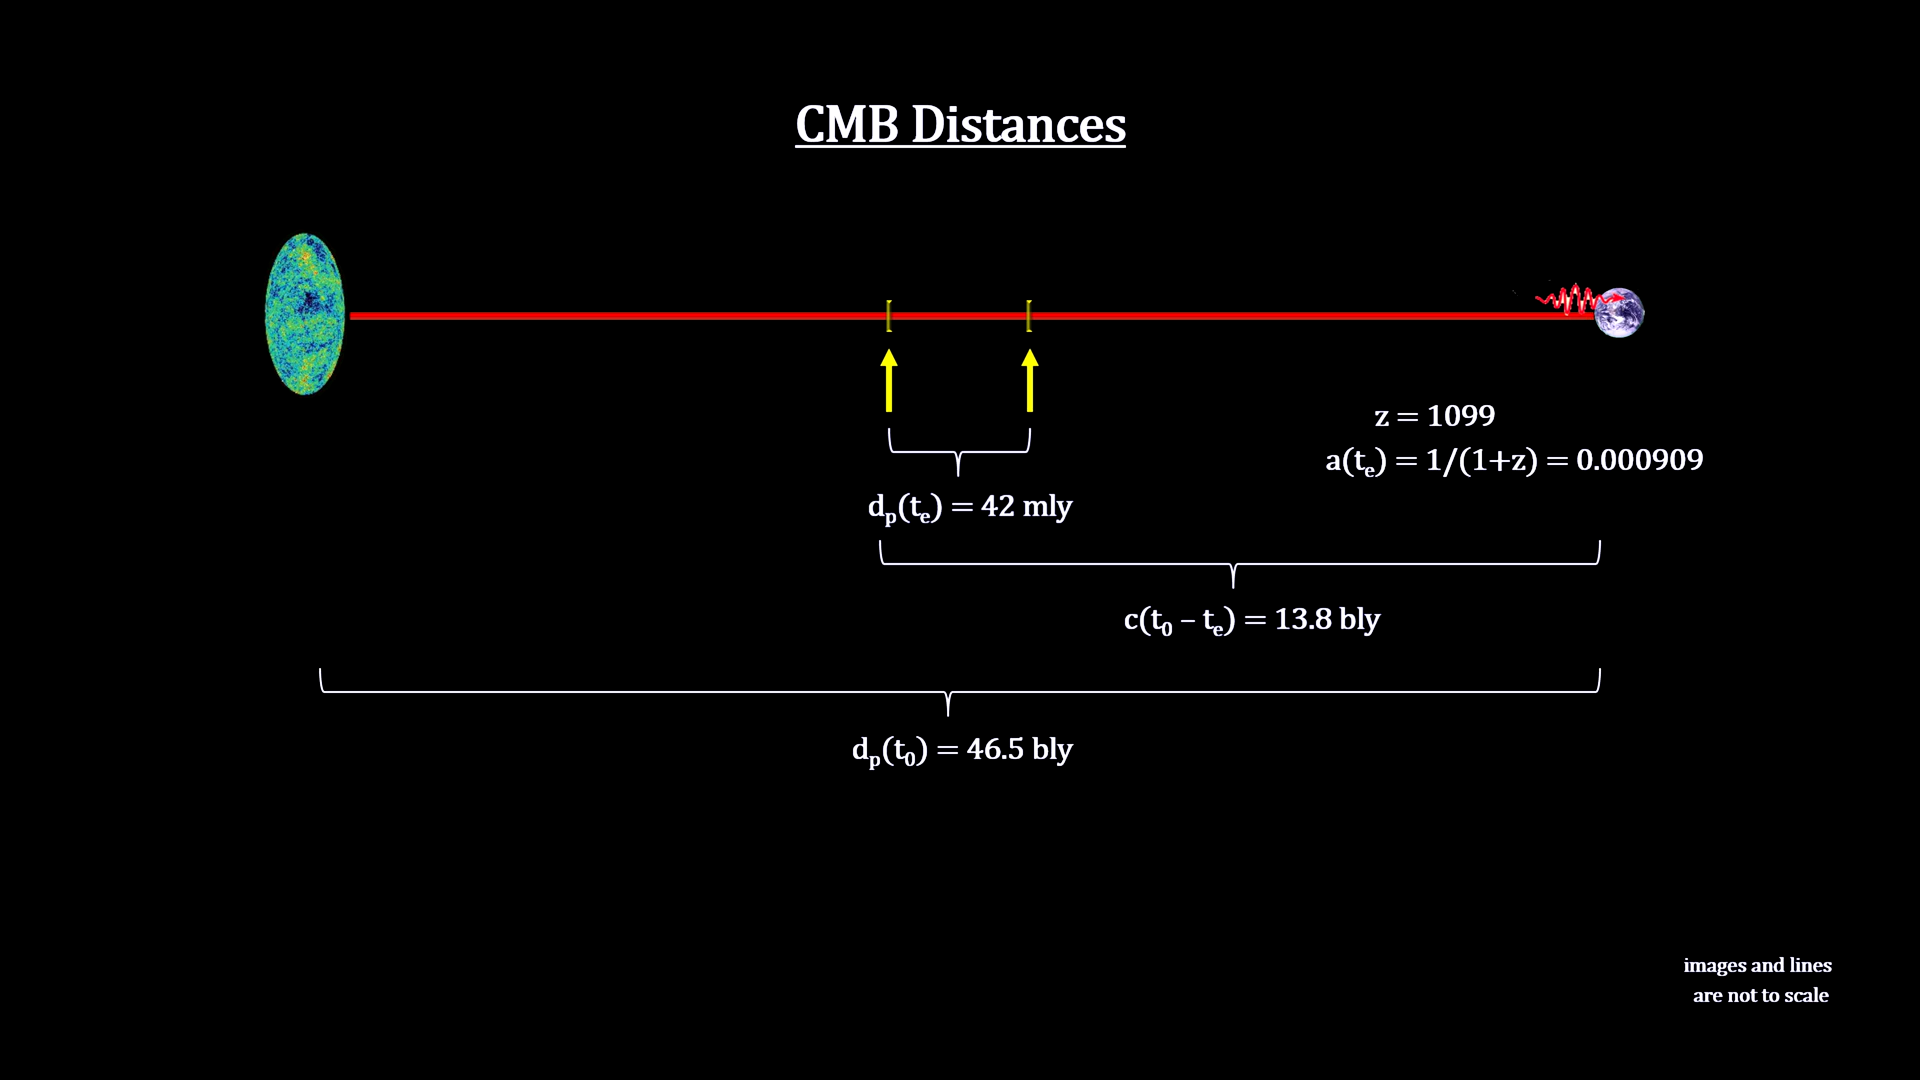 CMB Distances
z = 1099
a(tₑ) = 1/(1+z) = 0.000909
dₚ(tₑ) = 42 mly
c(t₀ – tₑ) = 13.8 bly
dₚ(t₀) = 46.5 bly
images and lines
are not to scale